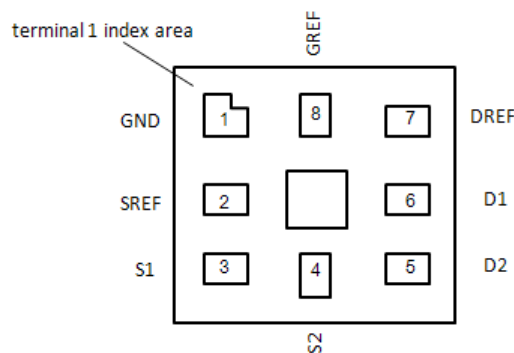 terminal 1 index area
GREF
GND
1
8
7
DREF
SREF
2
6
D1
S1
3
4
5
D2
S2